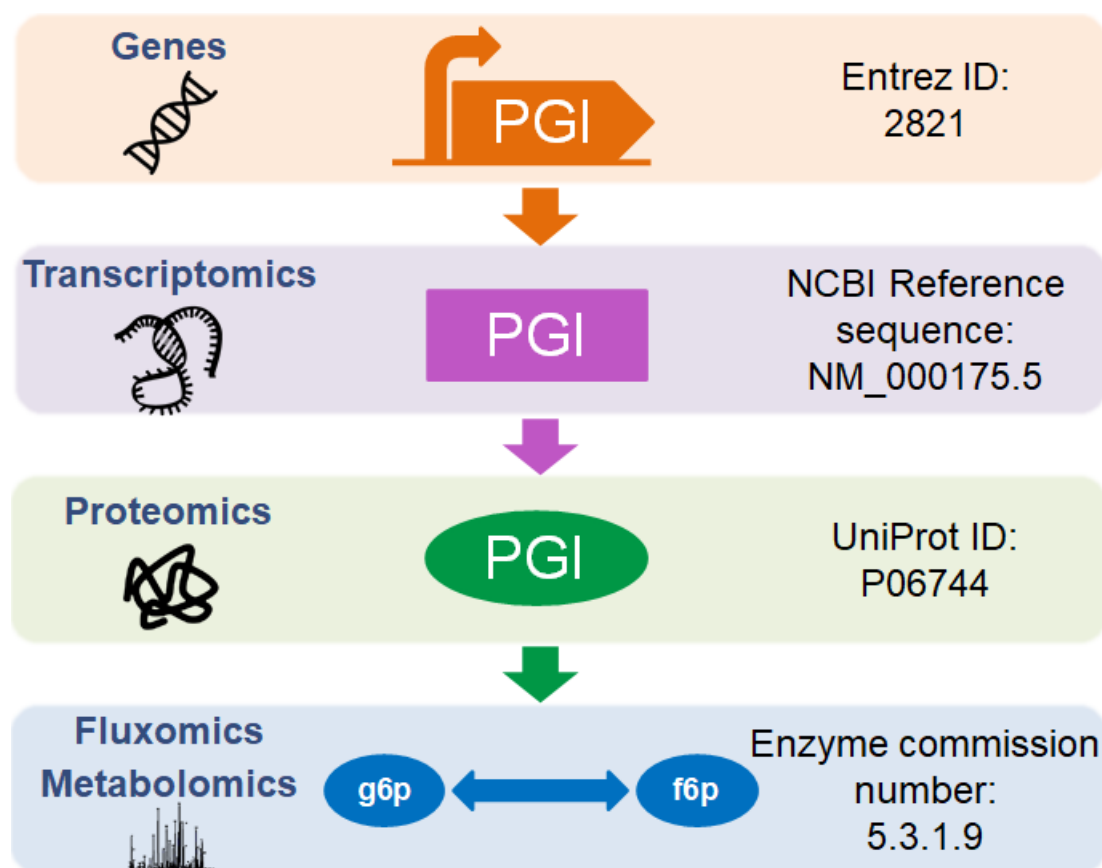 Genes
PGI
Entrez ID:
2821
Transcriptomics
PGI
NCBI Reference
sequence:
NM_000175.5
Proteomics
PGI
UniProt ID:
P06744
Fluxomics
Metabolomics
g6p
f6p
Enzyme commission
number:
5.3.1.9